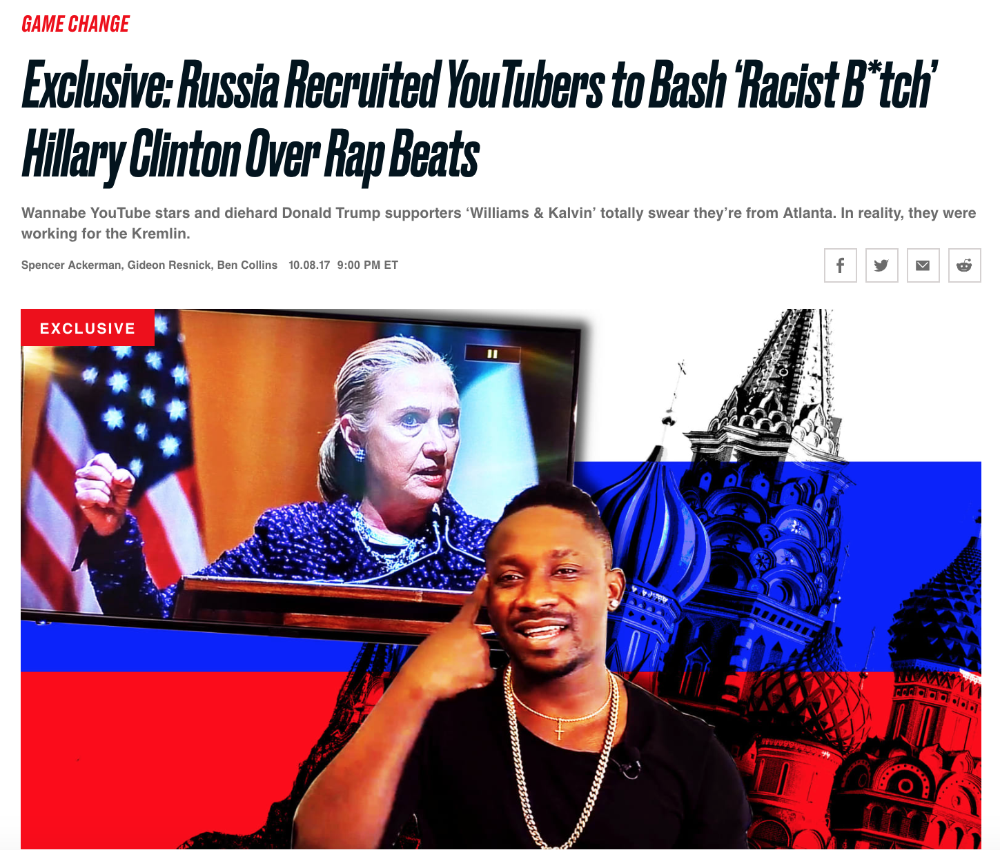 GAME CHANGE
Exclusive: Russia Recruited YouTubers to Bash ‘Racist B*tch’
Hillary Clinton Over Rap Beats
Wannabe YouTube stars and diehard Donald Trump supporters ‘Williams & Kalvin’ totally swear they’re from Atlanta. In reality, they were
working for the Kremlin.
Spencer Ackerman, Gideon Resnick, Ben Collins 10.08.17 9:00 PM ET
EXCLUSIVE